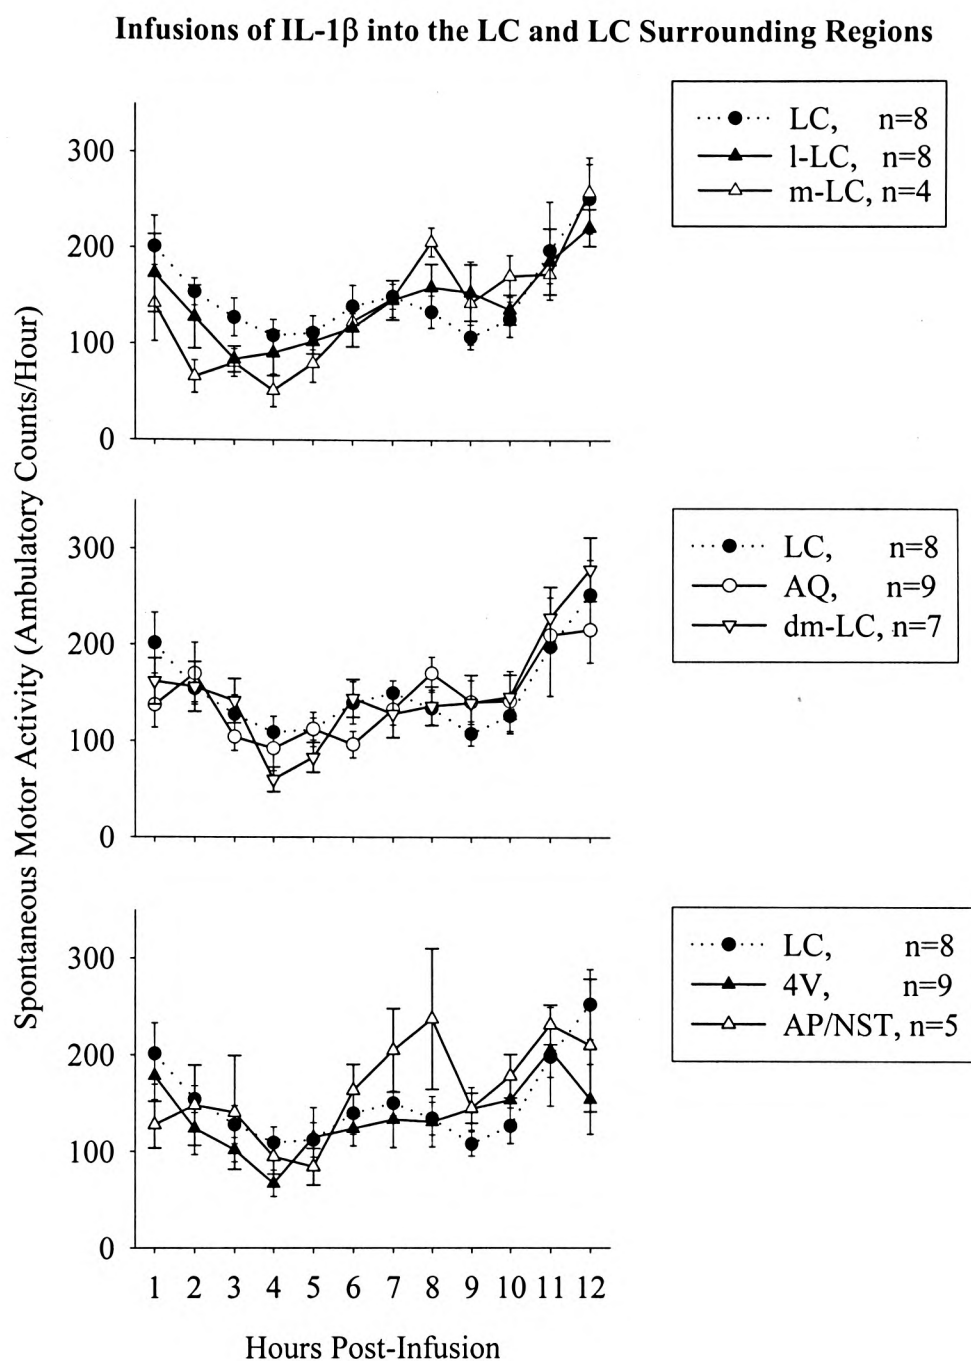 Infusions of IL-1β into the LC and LC Surrounding Regions
Spontaneous Motor Activity (Ambulatory Counts/Hour)
300
200
100
0
LC, n=8
l-LC, n=8
m-LC, n=4
300
200
100
0
LC, n=8
AQ, n=9
dm-LC, n=7
300
200
100
0
LC, n=8
4V, n=9
AP/NST, n=5
1 2 3 4 5 6 7 8 9 10 11 12
Hours Post-Infusion